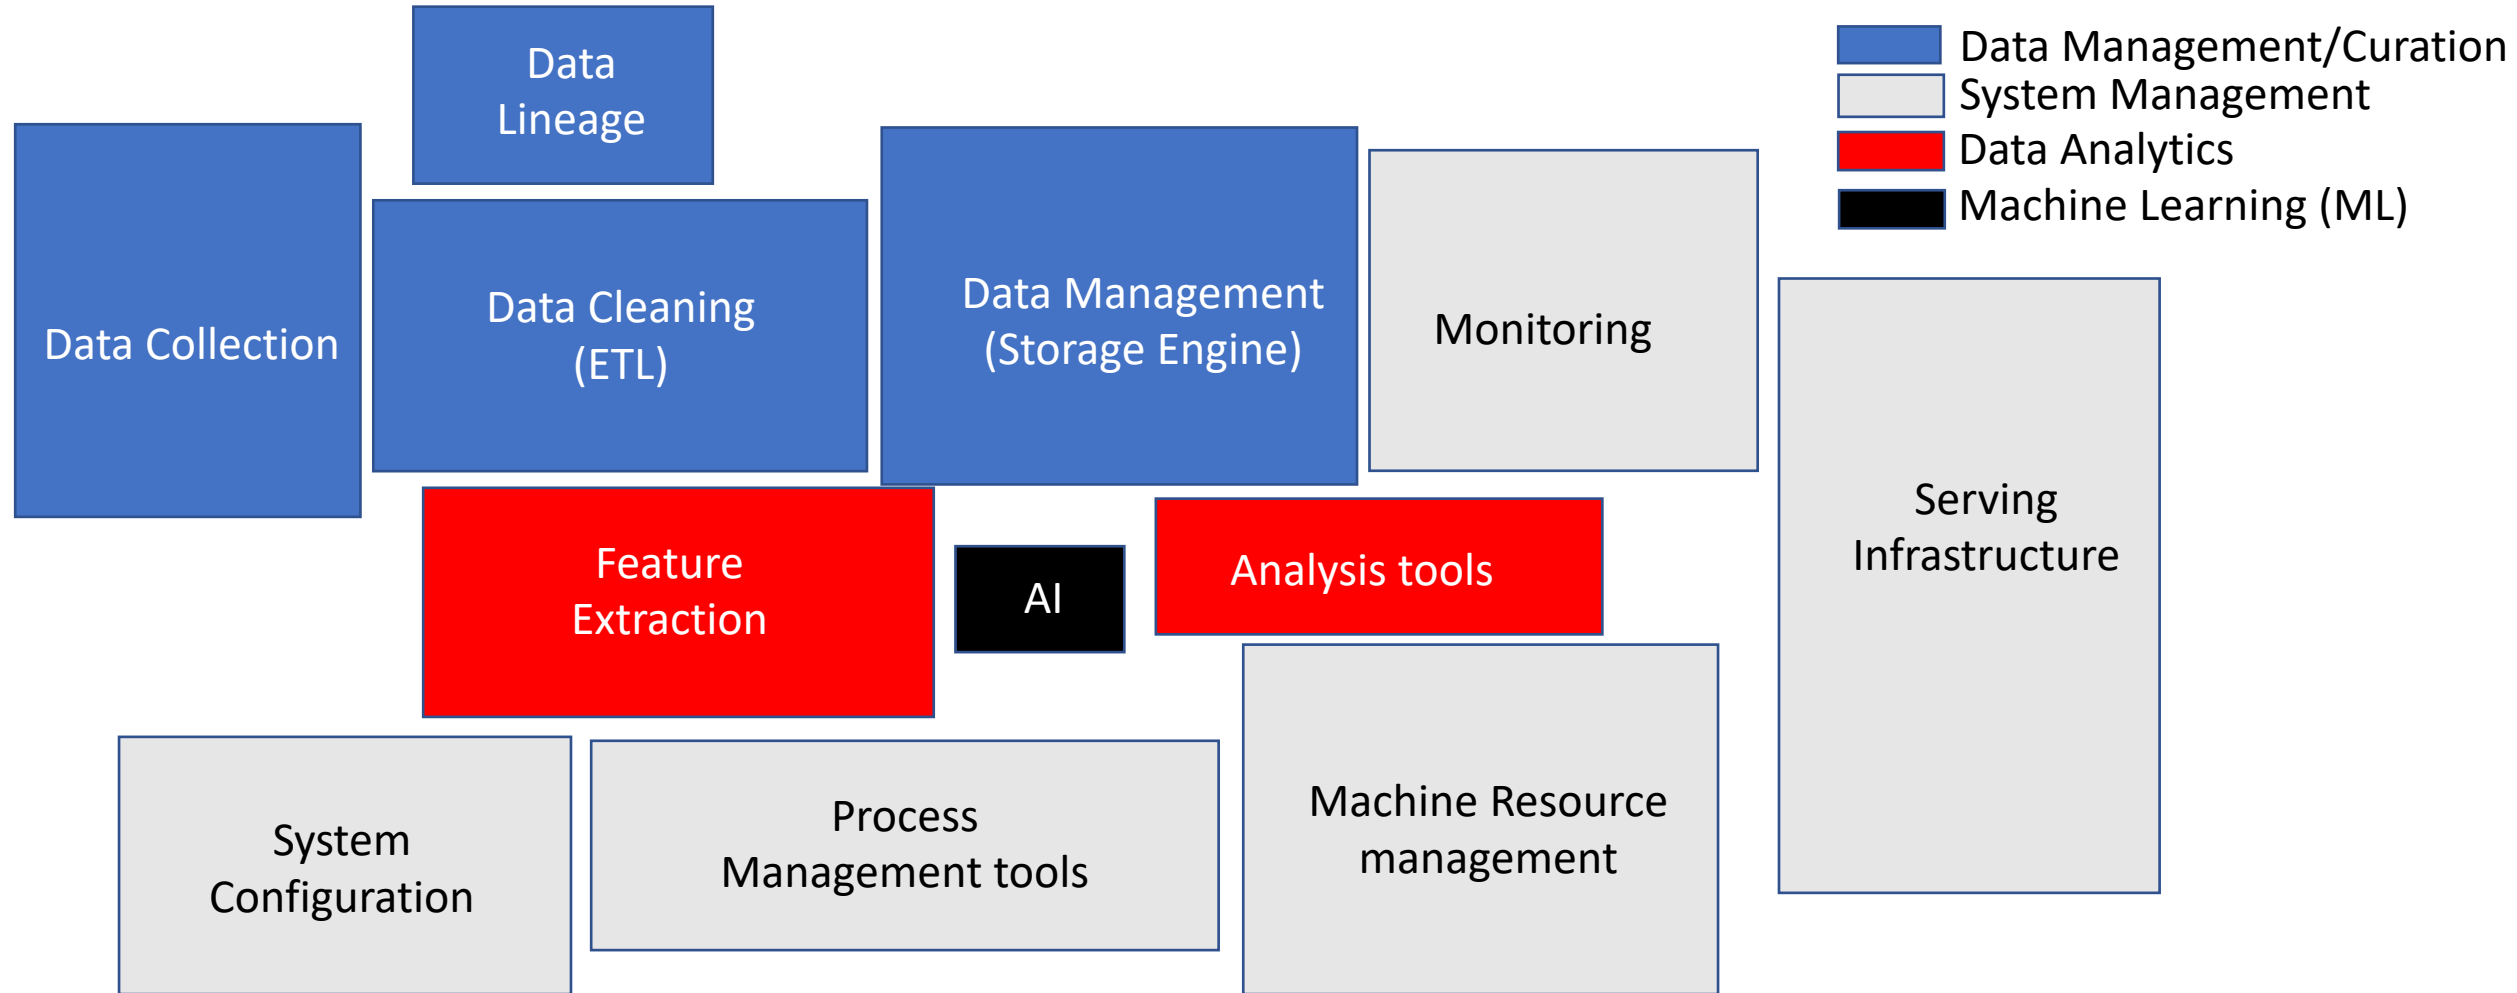 Data
Lineage
Data Management/Curation
System Management
Data Analytics
Machine Learning (ML)
Data Collection
Data Cleaning
(ETL)
Data Management
(Storage Engine)
Monitoring
Serving
Infrastructure
Feature
Extraction
AI
Analysis tools
System
Configuration
Process
Management tools
Machine Resource
management